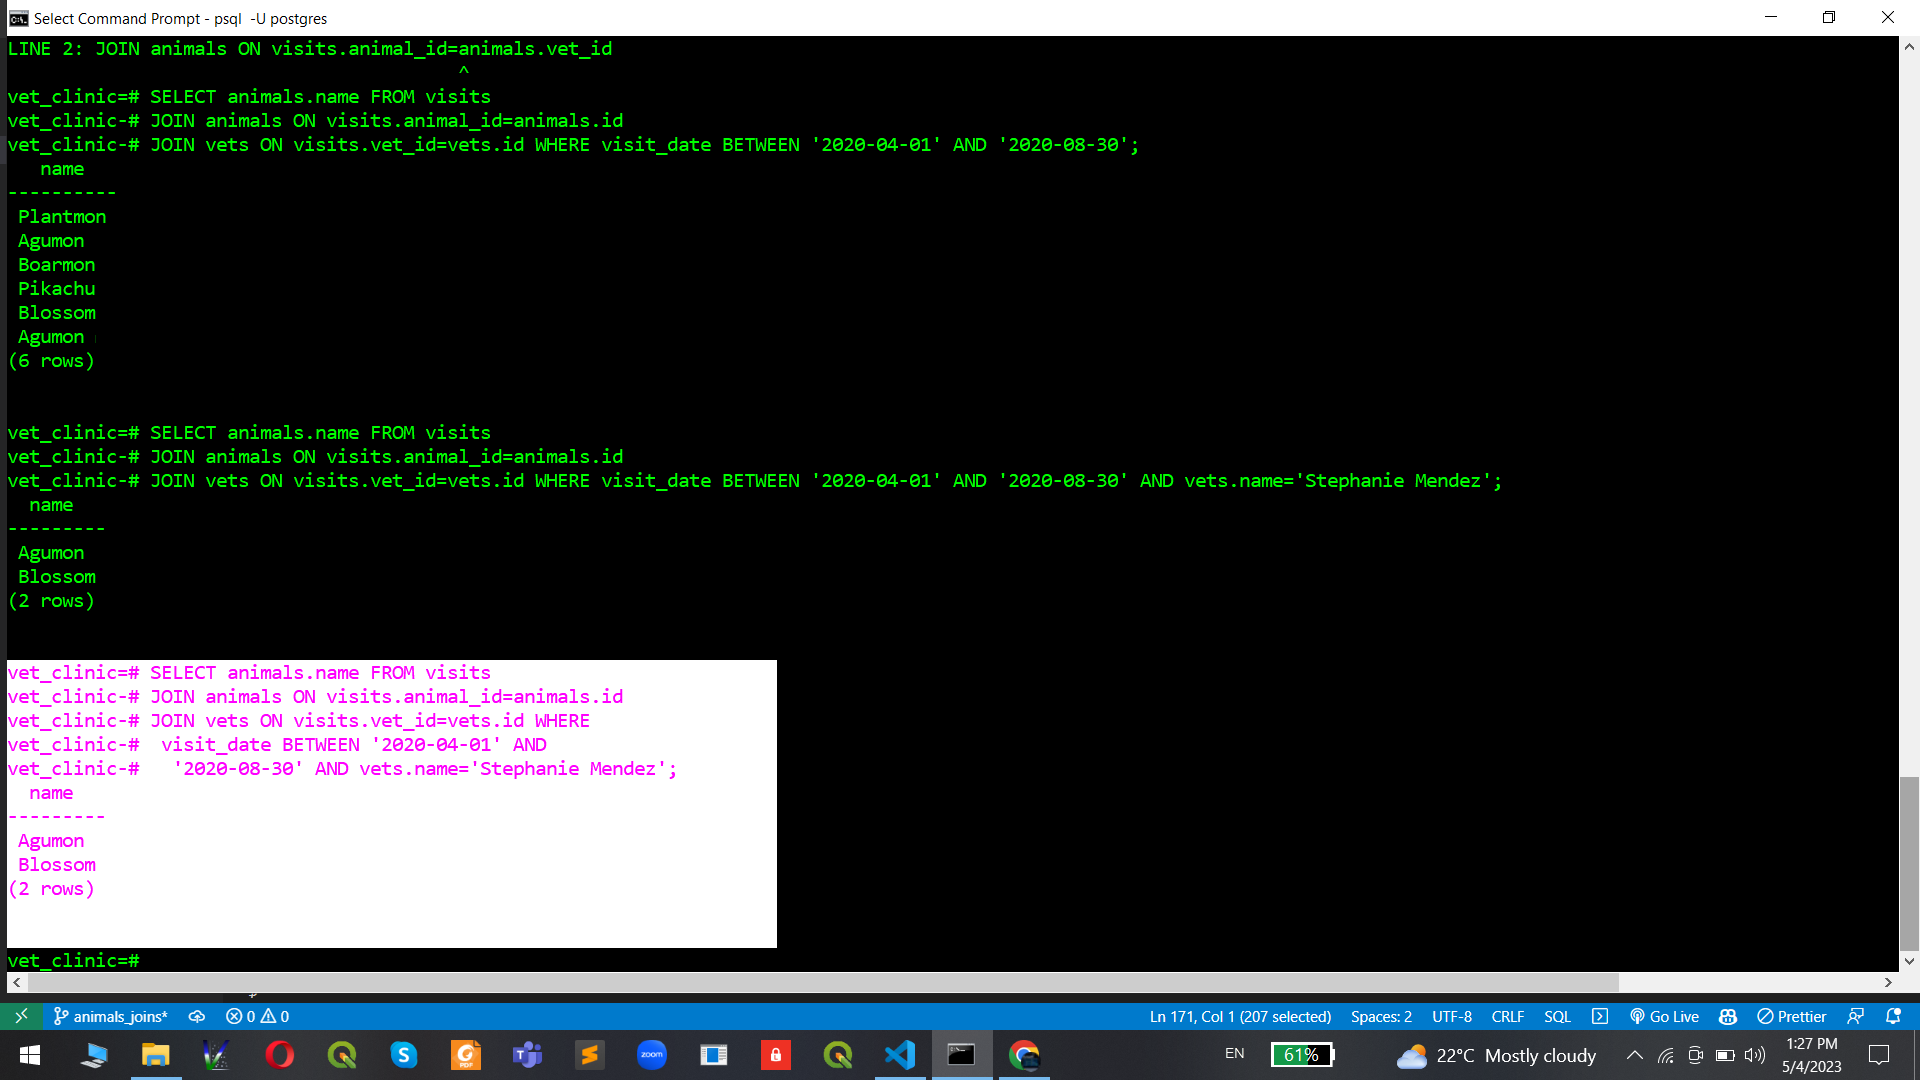 Select Command Prompt - psql  -U postgres
LINE 2: JOIN animals ON visits.animal_id=animals.vet_id
^
vet_clinic=# SELECT animals.name FROM visits
vet_clinic-# JOIN animals ON visits.animal_id=animals.id
vet_clinic-# JOIN vets ON visits.vet_id=vets.id WHERE visit_date BETWEEN '2020-04-01' AND '2020-08-30';
name
----------
Plantmon
Agumon
Boarmon
Pikachu
Blossom
Agumon
(6 rows)
vet_clinic=# SELECT animals.name FROM visits
vet_clinic-# JOIN animals ON visits.animal_id=animals.id
vet_clinic-# JOIN vets ON visits.vet_id=vets.id WHERE visit_date BETWEEN '2020-04-01' AND '2020-08-30' AND vets.name='Stephanie Mendez';
name
---------
Agumon
Blossom
(2 rows)
vet_clinic=# SELECT animals.name FROM visits
vet_clinic-# JOIN animals ON visits.animal_id=animals.id
vet_clinic-# JOIN vets ON visits.vet_id=vets.id WHERE
vet_clinic-#  visit_date BETWEEN '2020-04-01' AND
vet_clinic-#   '2020-08-30' AND vets.name='Stephanie Mendez';
name
---------
Agumon
Blossom
(2 rows)
vet_clinic=#
animals_joins* 0 0 Ln 171, Col 1 (207 selected) Spaces: 2 UTF-8 CRLF SQL Go Live Prettier
zoom EN 61% 22°C Mostly cloudy 1:27 PM
5/4/2023